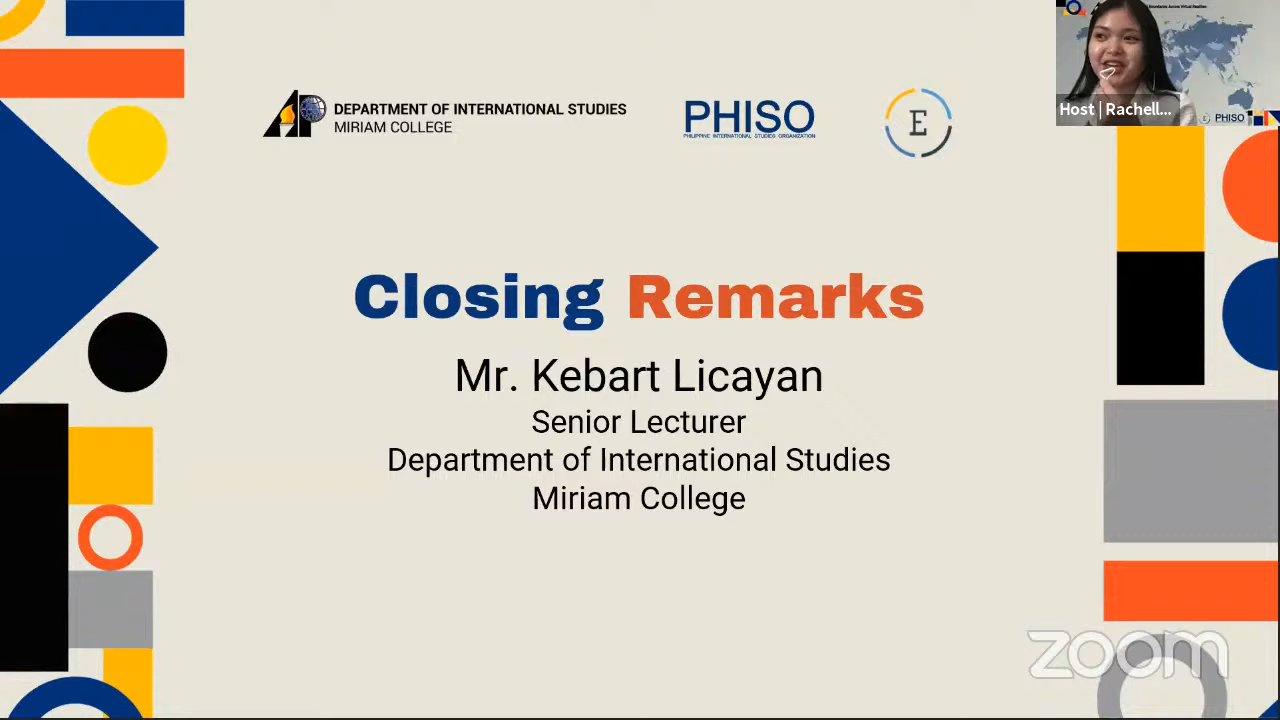 DEPARTMENT OF INTERNATIONAL STUDIES
MIRIAM COLLEGE
PHISO
PHILIPPINE INTERNATIONAL STUDIES ORGANIZATION
E
Host | Rachell...
PHISO
Closing Remarks
Mr. Kebart Licayan
Senior Lecturer
Department of International Studies
Miriam College
zoom